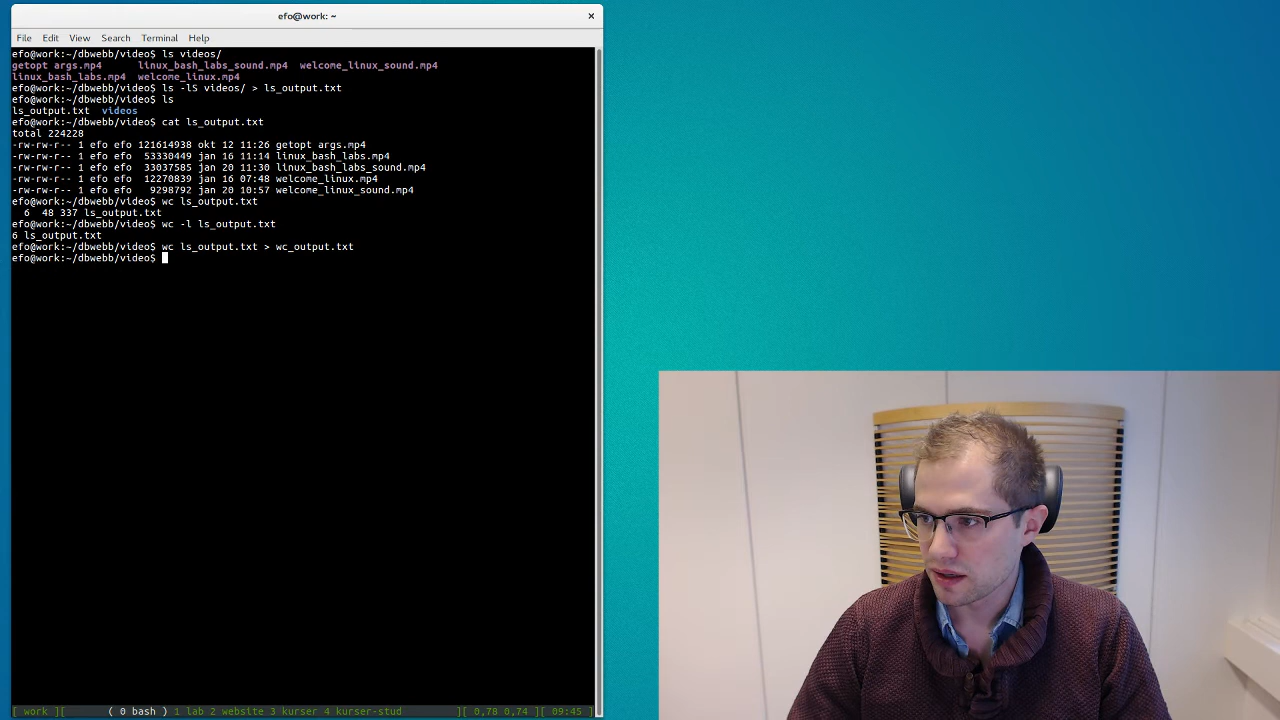 efo@work: ~
×
File Edit View Search Terminal Help
efo@work:~/dbwebb/video$ ls videos/
getopt args.mp4 linux_bash_labs_sound.mp4 welcome_linux_sound.mp4
linux_bash_labs.mp4 welcome_linux.mp4
efo@work:~/dbwebb/video$ ls -lS videos/ > ls_output.txt
efo@work:~/dbwebb/video$ ls
ls_output.txt videos
efo@work:~/dbwebb/video$ cat ls_output.txt
total 224228
-rw-rw-r-- 1 efo efo 121614938 okt 12 11:26 getopt args.mp4
-rw-rw-r-- 1 efo efo 53330449 jan 16 11:14 linux_bash_labs.mp4
-rw-rw-r-- 1 efo efo 33037585 jan 20 11:30 linux_bash_labs_sound.mp4
-rw-rw-r-- 1 efo efo 12270839 jan 16 07:48 welcome_linux.mp4
-rw-rw-r-- 1 efo efo 9298792 jan 20 10:57 welcome_linux_sound.mp4
efo@work:~/dbwebb/video$ wc ls_output.txt
6 48 337 ls_output.txt
efo@work:~/dbwebb/video$ wc -l ls_output.txt
6 ls_output.txt
efo@work:~/dbwebb/video$ wc ls_output.txt > wc_output.txt
efo@work:~/dbwebb/video$
[ work ][ ( 0 bash ) 1 lab 2 website 3 kurser 4 kurser-stud ][ 0,78 0,74 ][ 09:45 ]